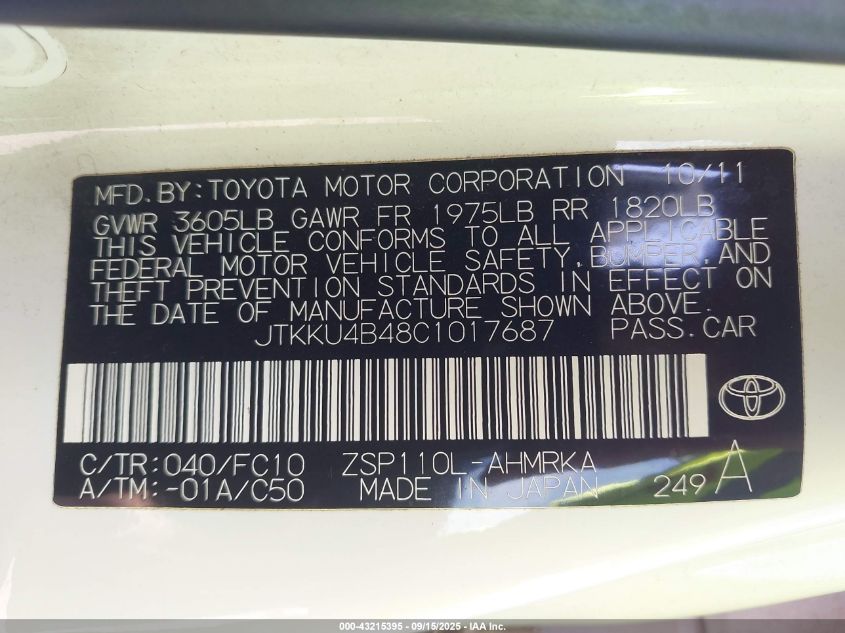 MFD. BY: TOYOTA MOTOR CORPORATION 10/11
GVWR 3605LB GAWR FR 1975LB RR 1820LB
THIS VEHICLE CONFORMS TO ALL APPLICABLE
FEDERAL MOTOR VEHICLE SAFETY, BUMPER, AND
THEFT PREVENTION STANDARDS IN EFFECT ON
THE DATE OF MANUFACTURE SHOWN ABOVE.
JTKKU4B48C1017687 PASS. CAR
C/TR: 040/FC10 ZSP110L-AHMRKA
A/TM: -01A/C50 MADE IN JAPAN 249 A
000-43215395 - 09/15/2025 - IAA Inc.